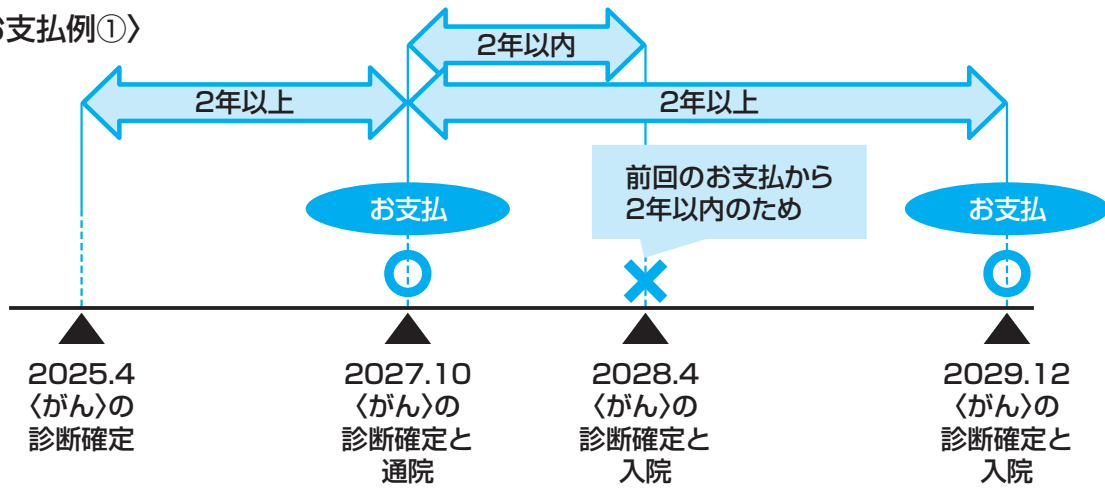 お支払例①〉
2年以内
2年以上
2年以上
前回のお支払から
2年以内のため
お支払
お支払
2025.4
〈がん〉の
診断確定
2027.10
〈がん〉の
診断確定と
通院
2028.4
〈がん〉の
診断確定と
入院
2029.12
〈がん〉の
診断確定と
入院